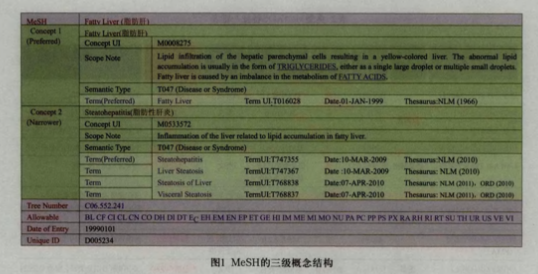 MeSH Fatty Liver (脂肪肝)
Concept 1 Fatty Liver(脂肪肝)
(Preferred) Concept UI M0008275
Scope Note Lipid infiltration of the hepatic parenchymal cells resulting in a yellow-colored liver. The abnormal lipid
accumulation is usually in the form of TRIGLYCERIDES, either as a single large droplet or multiple small droplets.
Fatty liver is caused by an imbalance in the metabolism of FATTY ACIDS.
Semantic Type T047 (Disease or Syndrome)
Term(Preferred) Fatty Liver Term UI:T016028 Date:01-JAN-1999 Thesaurus:NLM (1966)
Concept 2 Steatohepatitis(脂肪性肝炎)
(Narrower) Concept UI M0533572
Scope Note Inflammation of the liver related to lipid accumulation in fatty liver.
Semantic Type T047 (Disease or Syndrome)
Term(Preferred) Steatohepatitis TermUI:T747355 Date:10-MAR-2009 Thesaurus:NLM (2010)
Term Liver Steatosis TermUI:T747367 Date:10-MAR-2009 Thesaurus: NLM (2010)
Term Steatosis of Liver TermUI:T768838 Date:07-APR-2010 Thesaurus:NLM (2011)、ORD (2010)
Term Visceral Steatosis TermUI:T768837 Date:07-APR-2010 Thesaurus:NLM (2011)、ORD (2010)
Tree Number C06.552.241
Allowable BL CF CI CL CN CO DH DI DT EC EH EM EN EP ET GE HI IM ME MI MO NU PA PC PP PS PX RA RH RI RT SU TH UR US VE VI
Date of Entry 19990101
Unique ID D005234
图1 MeSH的三级概念结构